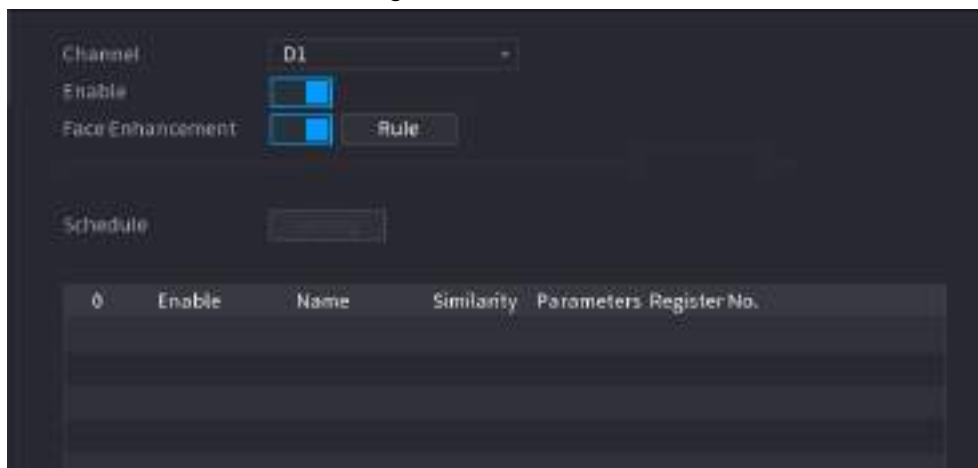 Channel D1
Enable
Face Enhancement Rule
Schedule
0 Enable Name Similarity Parameters Register No.